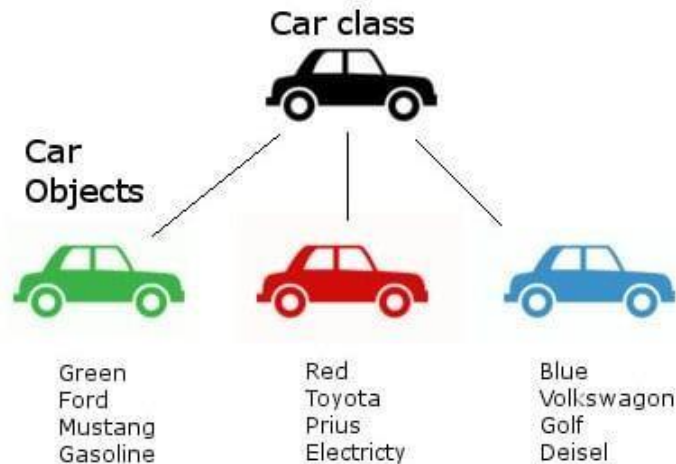 Car class
Car
Objects
Green
Ford
Mustang
Gasoline
Red
Toyota
Prius
Electricty
Blue
Volkswagon
Golf
Deisel